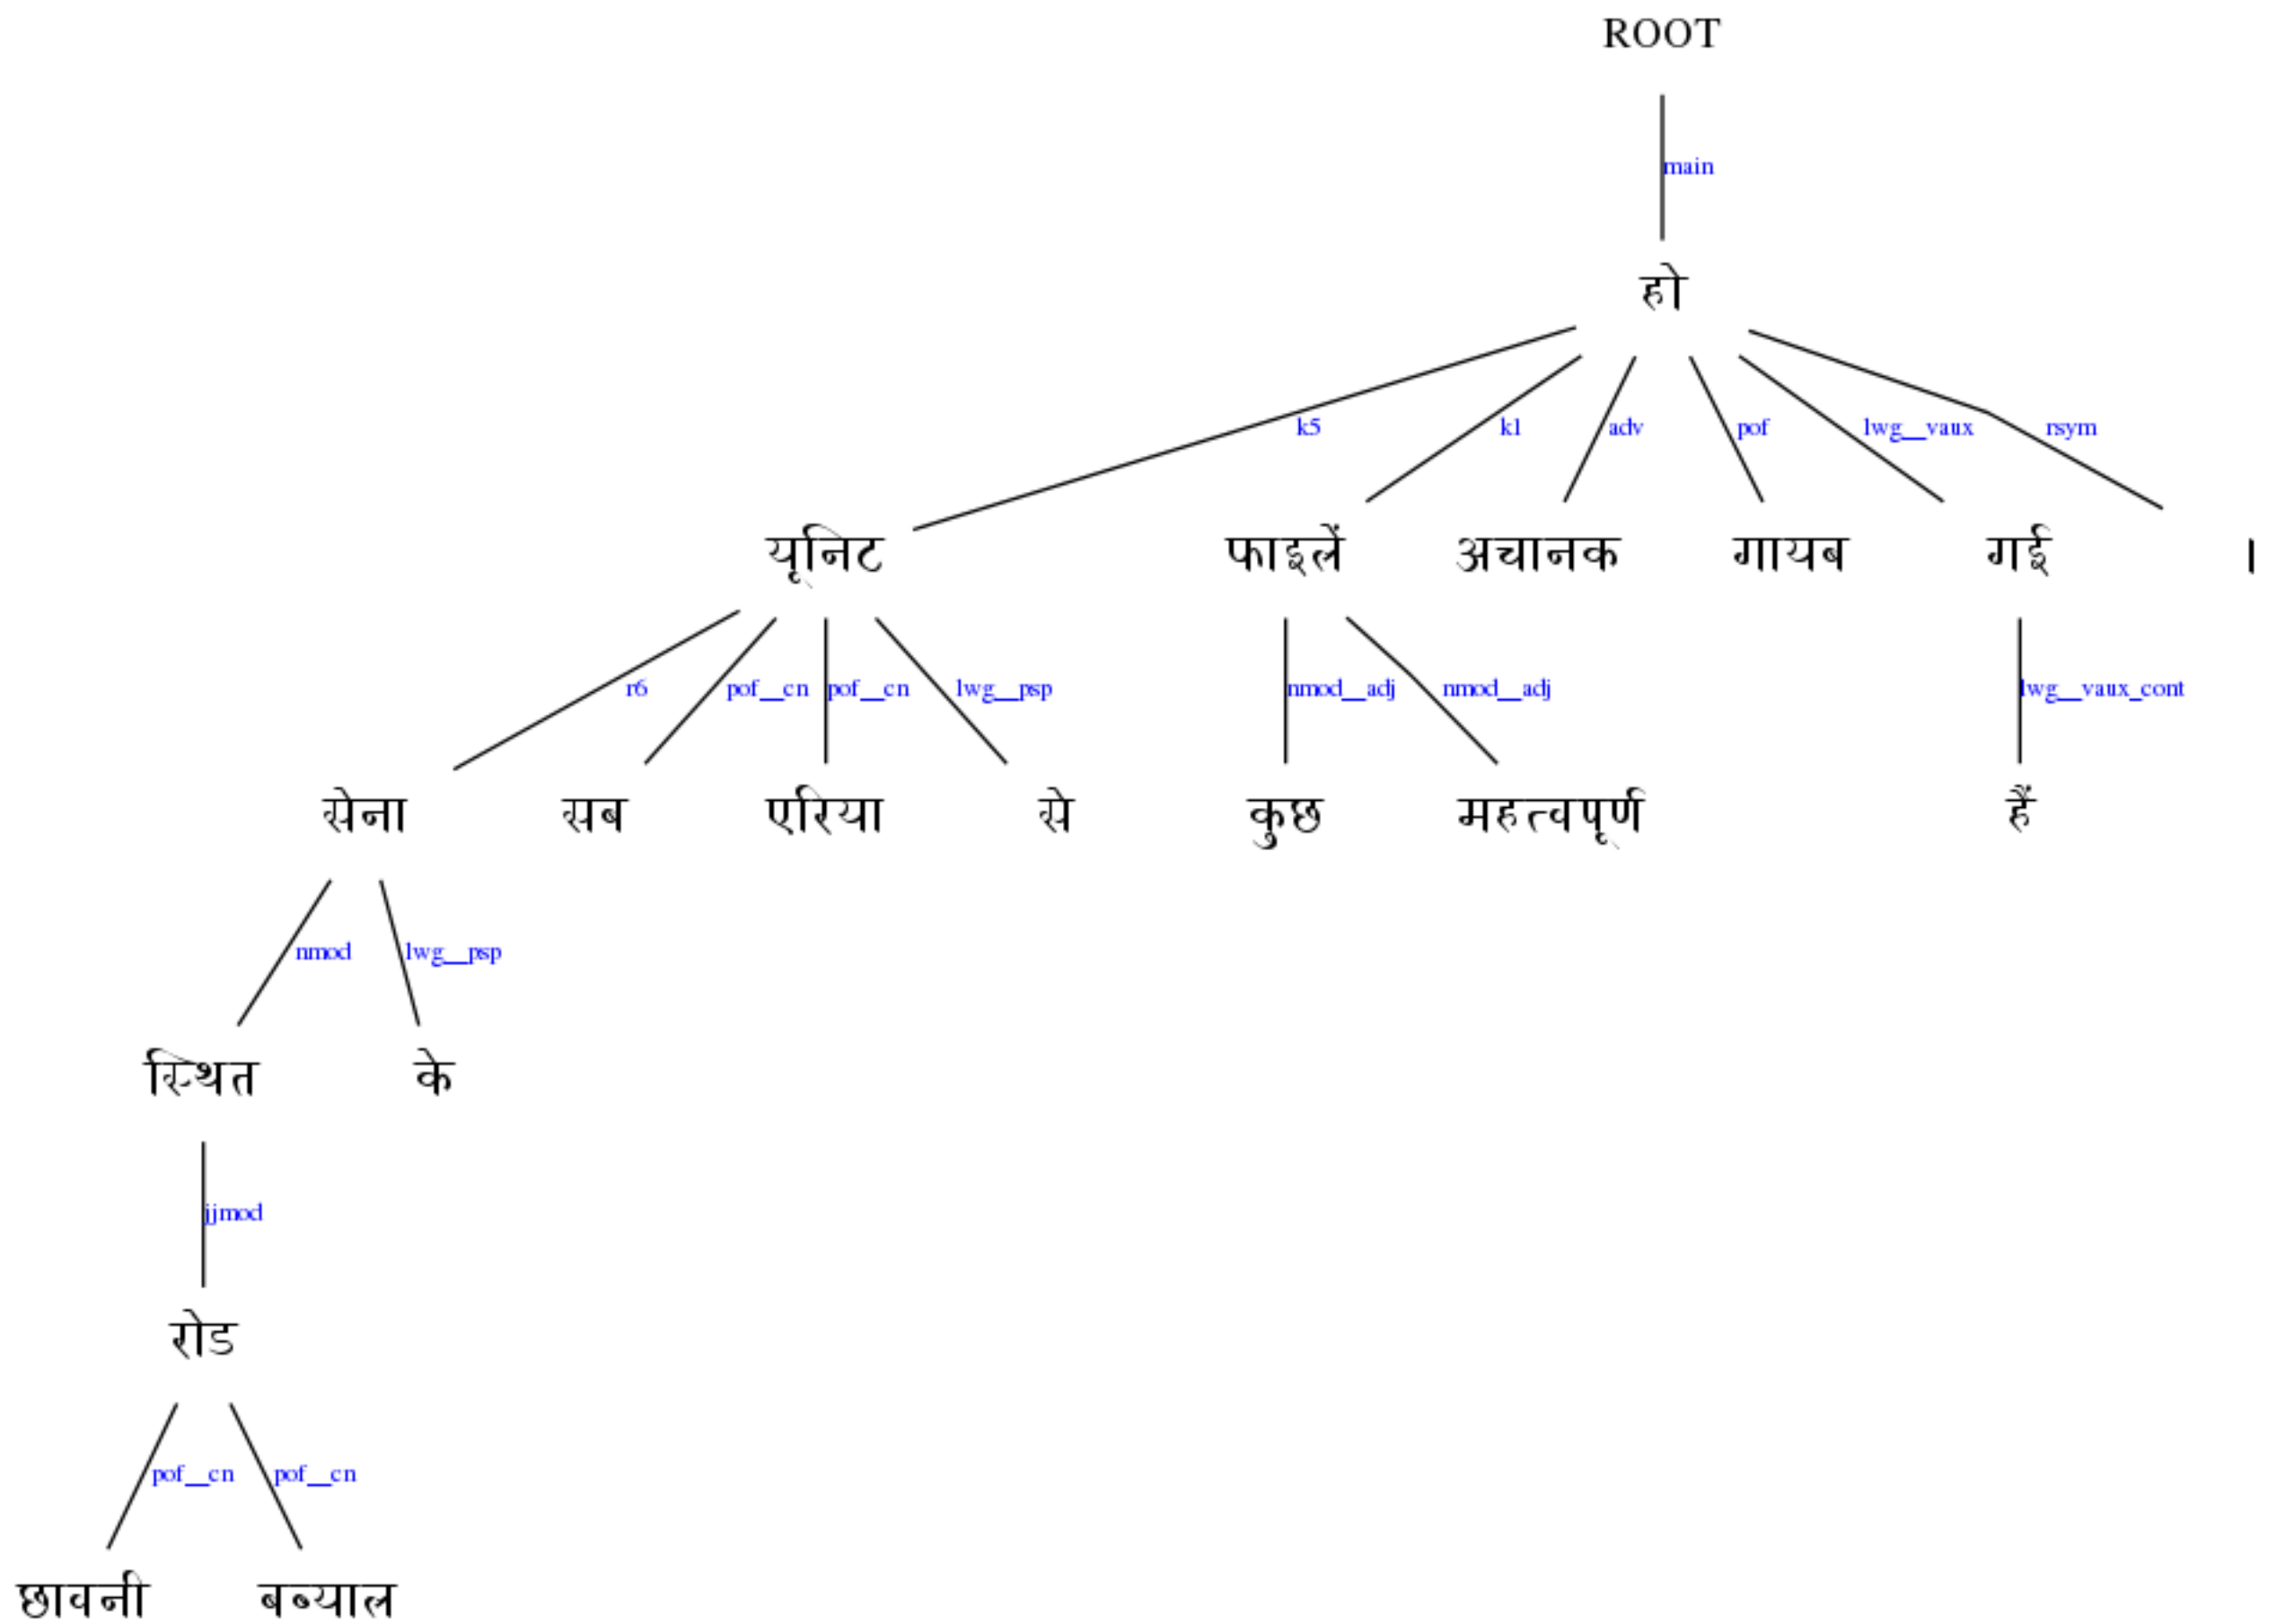 ROOT
main
हो
k5 k1 adv pof lwg__vaux rsym
यूनिट फाइलें अचानक गायब गई ।
r6 pof__cn pof__cn lwg__psp nmod__adj nmod__adj lwg__vaux_cont
सेना सब एरिया से कुछ महत्वपूर्ण हैं
nmod lwg__psp
स्थित के
jjmod
रोड
pof__cn pof__cn
छावनी बब्याल